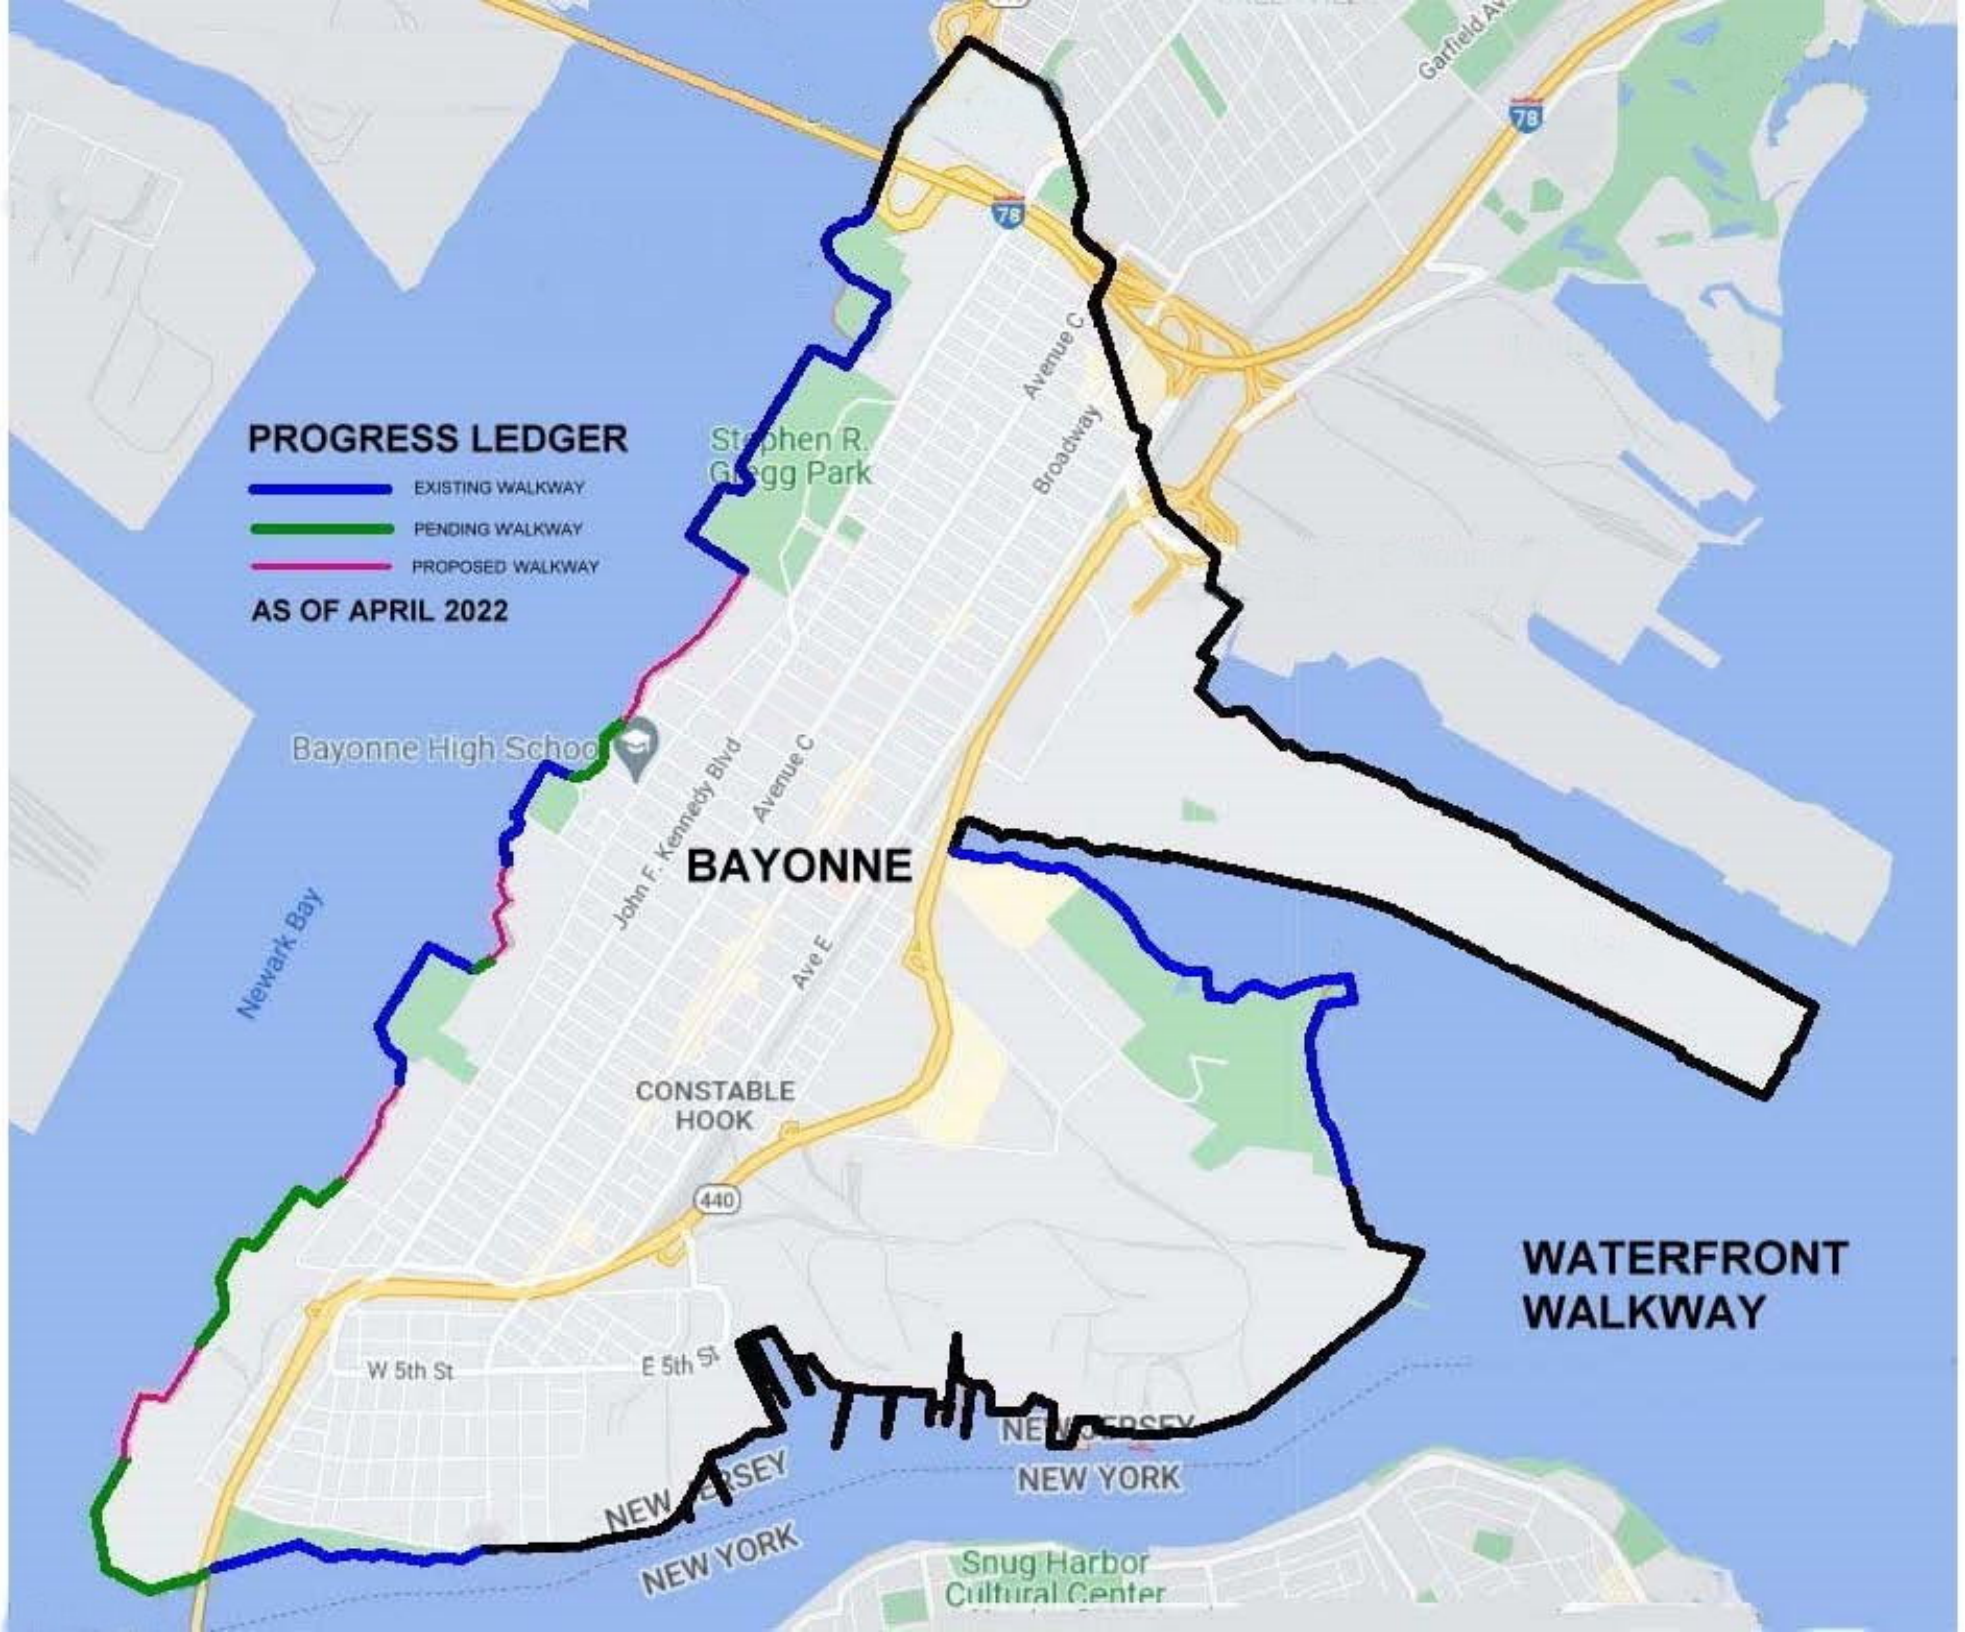 Garfield Av
78
78
Avenue C
Broadway
Stephen R.
Gregg Park
PROGRESS LEDGER
EXISTING WALKWAY
PENDING WALKWAY
PROPOSED WALKWAY
AS OF APRIL 2022
Bayonne High School
John F. Kennedy Blvd
Avenue C
BAYONNE
Ave E
Newark Bay
CONSTABLE
HOOK
440
WATERFRONT
WALKWAY
W 5th St
E 5th St
NEW JERSEY
NEW YORK
NEW JERSEY
NEW YORK
Snug Harbor
Cultural Center